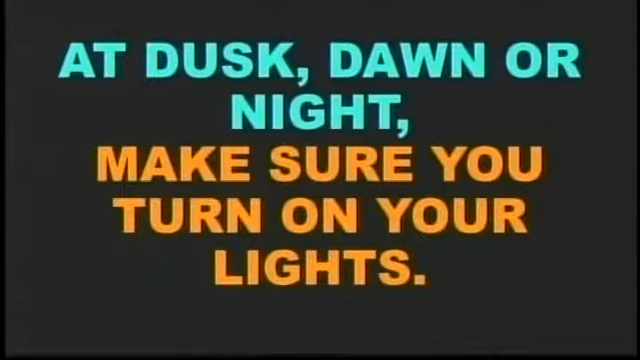 AT DUSK, DAWN OR
NIGHT,
MAKE SURE YOU
TURN ON YOUR
LIGHTS.